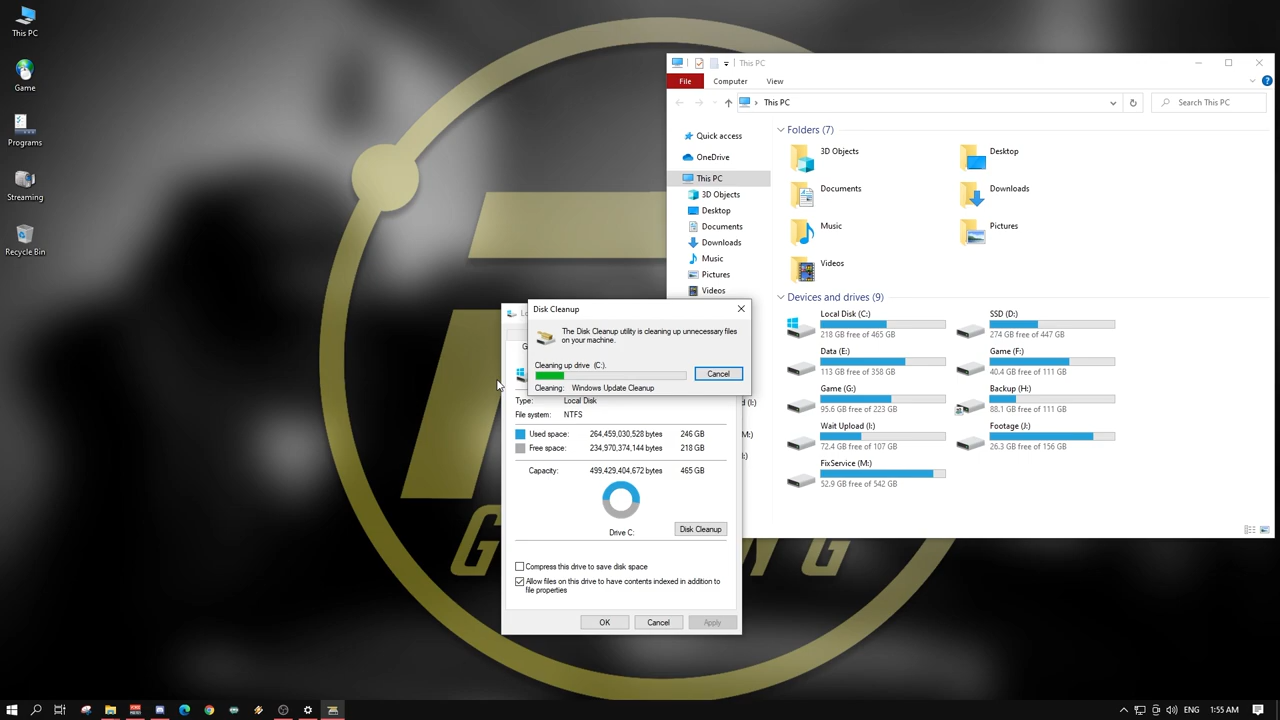 This PC
Recycle Bin
This PC
File
Computer
View
This PC
Search This PC
Quick access
OneDrive
This PC
3D Objects
Desktop
Documents
Downloads
Music
Pictures
Videos
Folders (7)
3D Objects
Desktop
Documents
Downloads
Music
Pictures
Videos
Devices and drives (9)
Local Disk (C:)
218 GB free of 465 GB
SSD (D:)
274 GB free of 447 GB
Data (E:)
113 GB free of 358 GB
Game (F:)
40.4 GB free of 111 GB
Game (G:)
95.6 GB free of 223 GB
Backup (H:)
88.1 GB free of 111 GB
Wait Upload (I:)
72.4 GB free of 107 GB
Footage (J:)
26.3 GB free of 156 GB
FixService (M:)
52.9 GB free of 542 GB
Disk Cleanup
The Disk Cleanup utility is cleaning up unnecessary files
on your machine.
Cleaning up drive (C:).
Cancel
Cleaning: Windows Update Cleanup
Type: Local Disk
File system: NTFS
Used space: 264,459,030,528 bytes 246 GB
Free space: 234,970,374,144 bytes 218 GB
Capacity: 499,429,404,672 bytes 465 GB
Drive C:
Disk Cleanup
Compress this drive to save disk space
Allow files on this drive to have contents indexed in addition to
file properties
OK
Cancel
Apply
ENG
1:55 AM